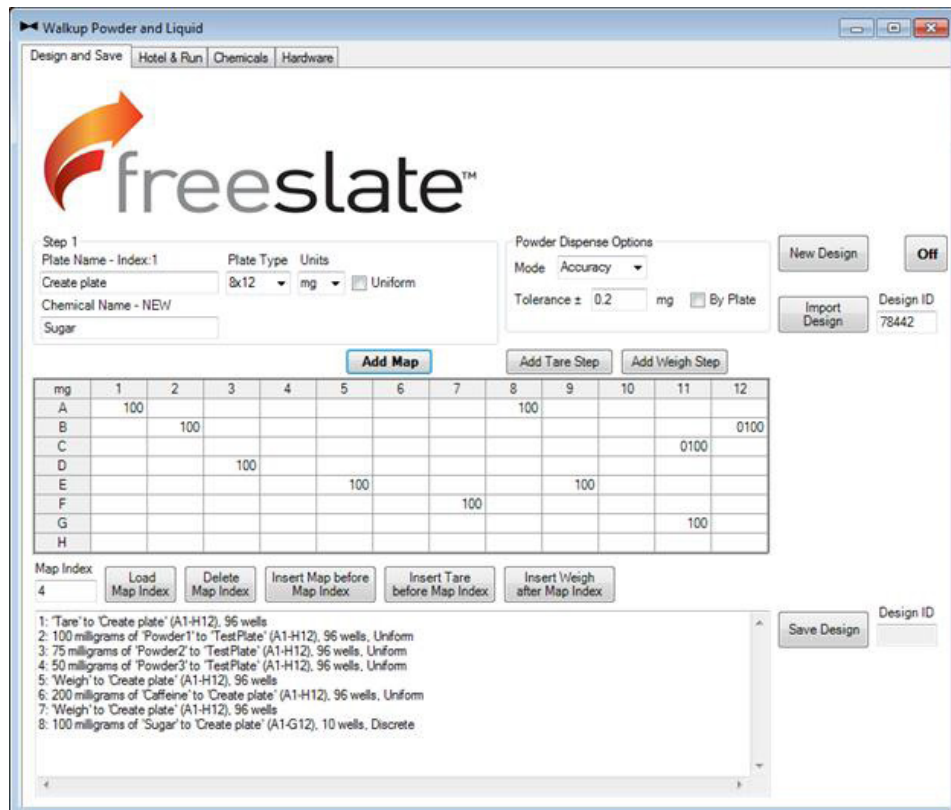 Walkup Powder and Liquid
Design and Save Hotel & Run Chemicals Hardware
freeslate™
Step 1
Plate Name - Index:1 Plate Type Units
Create plate 8x12 mg Uniform
Chemical Name - NEW
Sugar
Powder Dispense Options
Mode Accuracy
Tolerance ± 0.2 mg By Plate
New Design Off
Import Design Design ID
78442
Add Map Add Tare Step Add Weigh Step
mg 1 2 3 4 5 6 7 8 9 10 11 12
A 100 100
B 100 0100
C 0100
D 100
E 100 100
F 100
G 100
H
Map Index
4
Load Map Index
Delete Map Index
Insert Map before Map Index
Insert Tare before Map Index
Insert Weigh after Map Index
1: 'Tare' to 'Create plate' (A1-H12), 96 wells
2: 100 milligrams of 'Powder1' to 'TestPlate' (A1-H12), 96 wells, Uniform
3: 75 milligrams of 'Powder2' to 'TestPlate' (A1-H12), 96 wells, Uniform
4: 50 milligrams of 'Powder3' to 'TestPlate' (A1-H12), 96 wells, Uniform
5: 'Weigh' to 'Create plate' (A1-H12), 96 wells
6: 200 milligrams of 'Caffeine' to 'Create plate' (A1-H12), 96 wells, Uniform
7: 'Weigh' to 'Create plate' (A1-H12), 96 wells
8: 100 milligrams of 'Sugar' to 'Create plate' (A1-G12), 10 wells, Discrete
Save Design Design ID